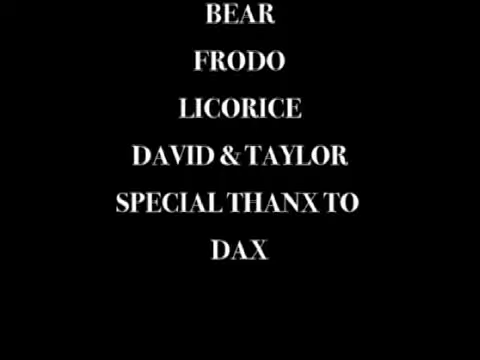 BEAR
FRODO
LICORICE
DAVID & TAYLOR
SPECIAL THANX TO
DAX